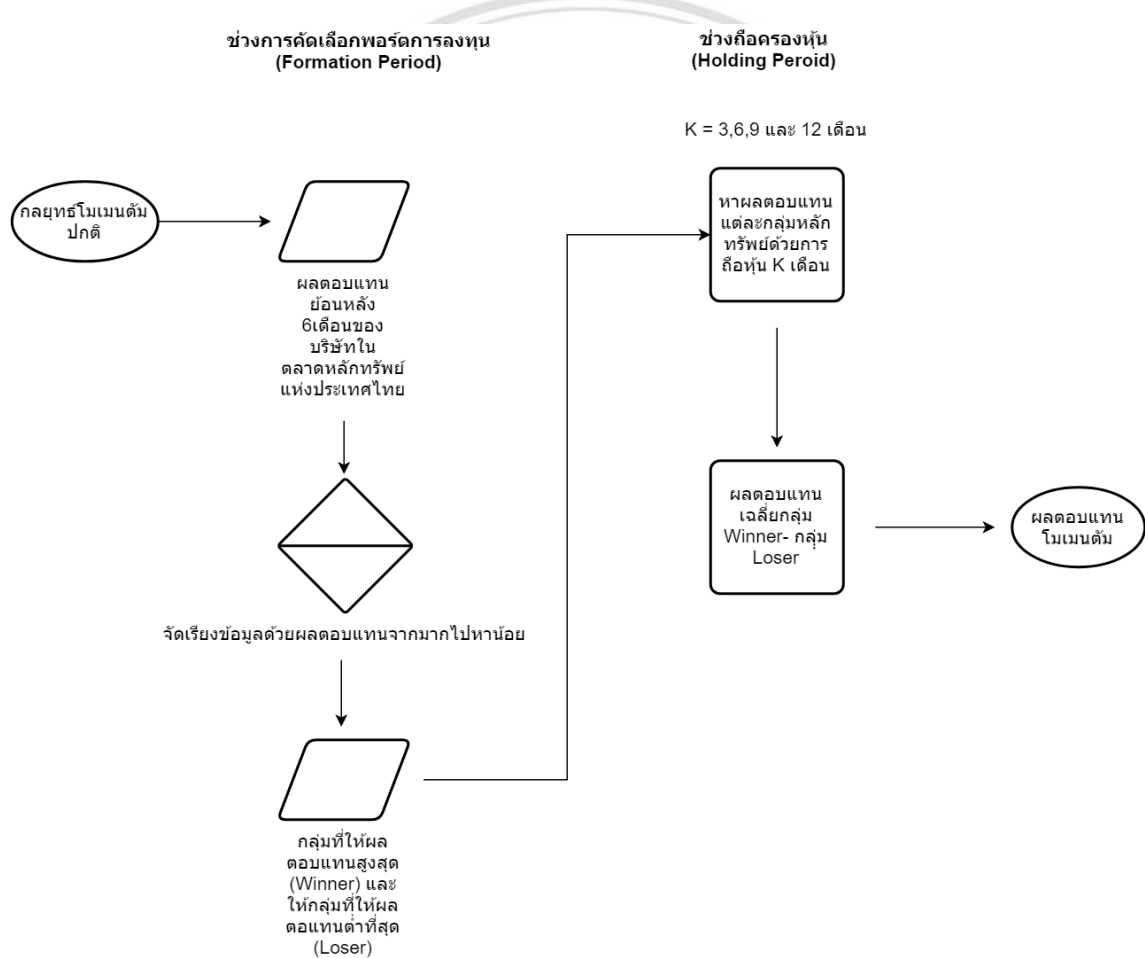 ช่วงการคัดเลือกพอร์ตการลงทุน
(Formation Period)
ช่วงถือครองหุ้น
(Holding Peroid)
K = 3,6,9 และ 12 เดือน
กลยุทธ์โมเมนตัม
ปกติ
ผลตอบแทน
ย้อนหลัง
6เดือนของ
บริษัทใน
ตลาดหลักทรัพย์
แห่งประเทศไทย
จัดเรียงข้อมูลด้วยผลตอบแทนจากมากไปหาน้อย
กลุ่มที่ให้ผล
ตอบแทนสูงสุด
(Winner) และ
ให้กลุ่มที่ให้ผล
ตอแทนต่ำที่สุด
(Loser)
หาผลตอบแทน
แต่ละกลุ่มหลัก
ทรัพย์ด้วยการ
ถือหุ้น K เดือน
ผลตอบแทน
เฉลี่ยกลุ่ม
Winner- กลุ่ม
Loser
ผลตอบแทน
โมเมนตัม